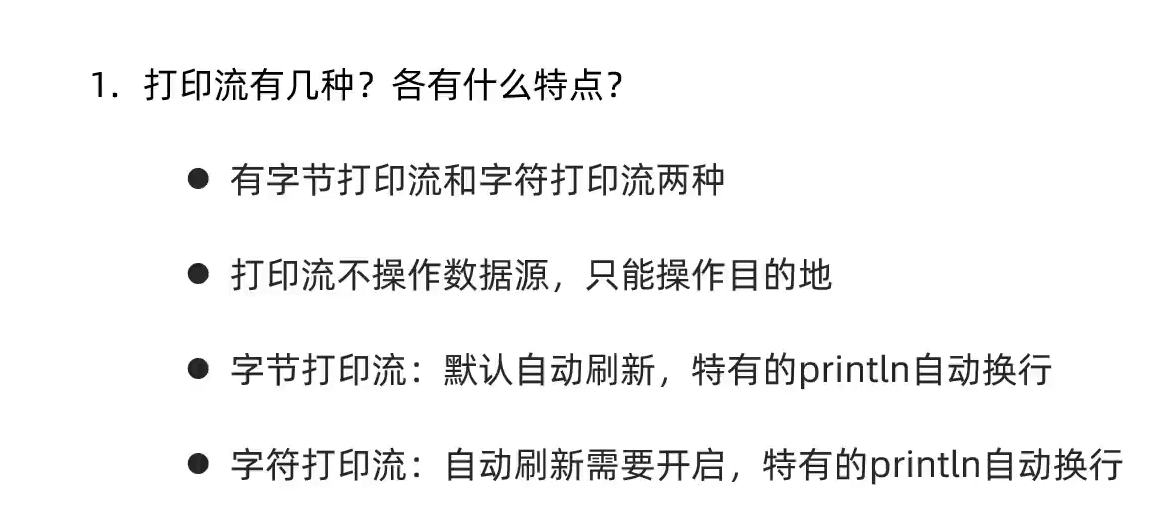 1. 打印流有几种？各有什么特点？
● 有字节打印流和字符打印流两种
● 打印流不操作数据源，只能操作目的地
● 字节打印流：默认自动刷新，特有的println自动换行
● 字符打印流：自动刷新需要开启，特有的println自动换行